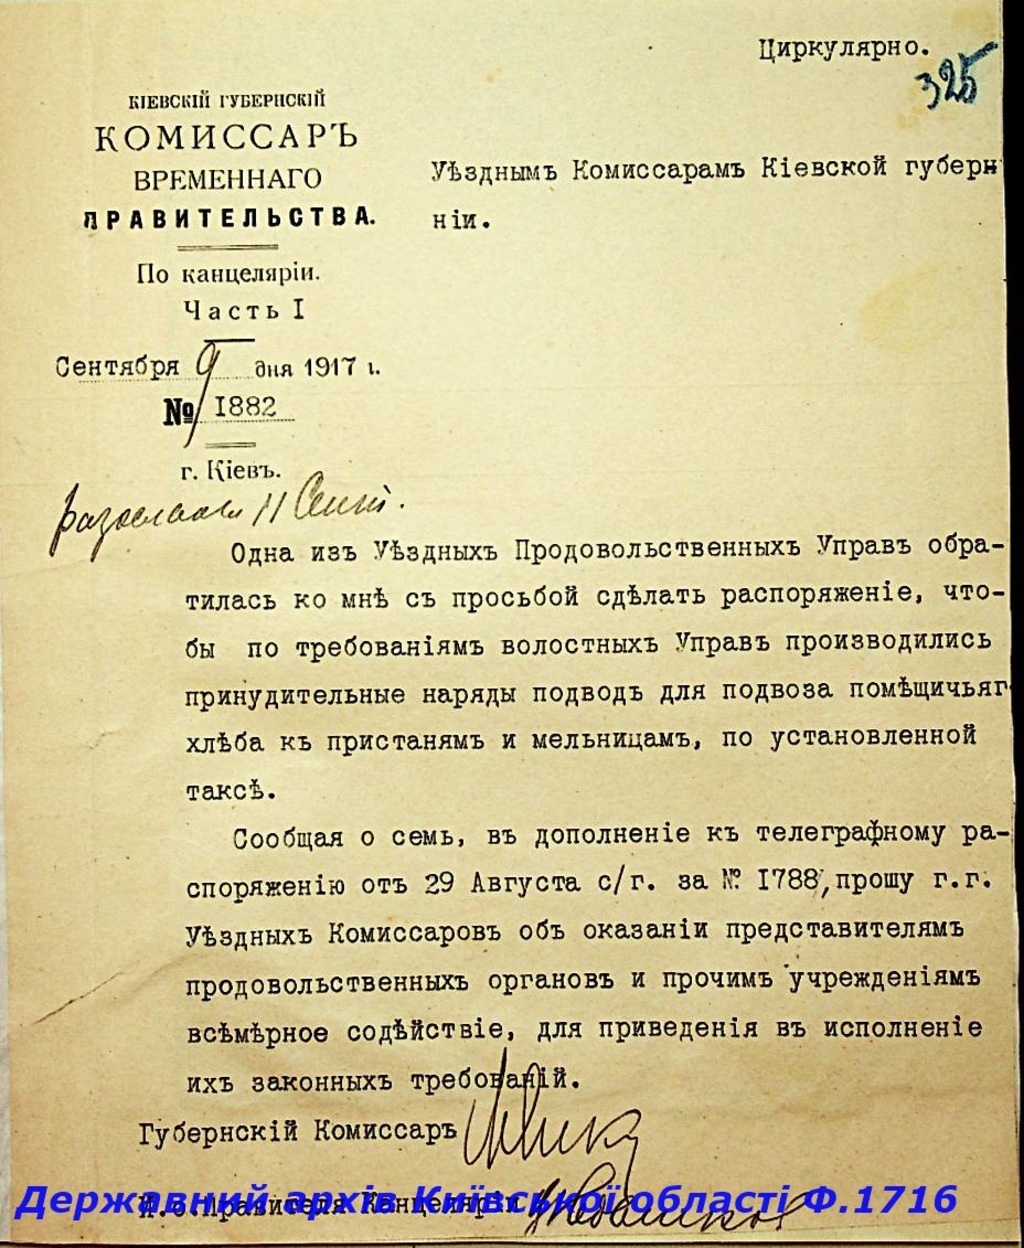 Циркулярно.
325
КІЕВСКІЙ ГУБЕРНСКІЙ
КОМИССАРЪ
ВРЕМЕННАГО
ПРАВИТЕЛЬСТВА.
По канцеляріи.
Часть I
Сентября 9 дня 1917 г.
№ 1882
г. Кіевъ.
Уѣзднымъ Комиссарамъ Кіевской губерн
ніи.
11 Сент.
Одна изъ Уѣздныхъ Продовольственныхъ Управъ обра-
тилась ко мнѣ съ просьбой сдѣлать распоряженіе, что-
бы по требованіямъ волостныхъ Управъ производились
принудительные наряды подводъ для подвоза помѣщичьяг
хлѣба къ пристанямъ и мельницамъ, по установленной
таксѣ.
Сообщая о семъ, въ дополненіе къ телеграфному ра-
споряженію отъ 29 Августа с/г. за № 1788, прошу г.г.
Уѣздныхъ Комиссаровъ объ оказаніи представителямъ
продовольственныхъ органовъ и прочимъ учрежденіямъ
всѣмѣрное содѣйствіе, для приведенія въ исполненіе
ихъ законныхъ требованій.
Губернскій Комиссаръ
И.о. Правителя Канцеляріи
Державний архів Київської області Ф.1716